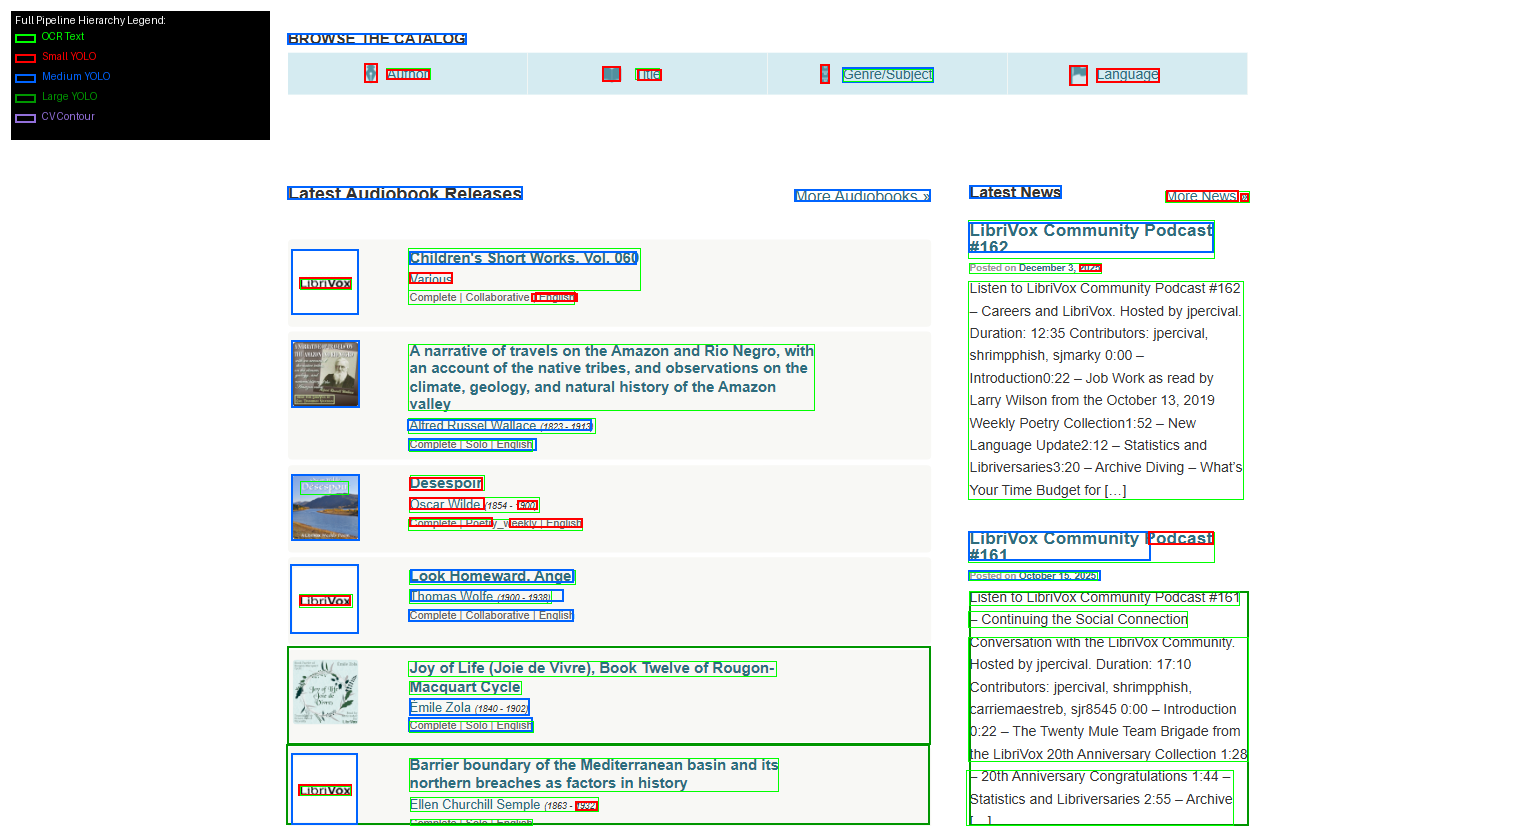 Full Pipeline Hierarchy Legend:
OCR Text
Small YOLO
Medium YOLO
Large YOLO
CV Contour
BROWSE THE CATALOG
Author
Title
Genre/Subject
Language
Latest Audiobook Releases
More Audiobooks »
LibriVox
Children's Short Works, Vol. 060
Various
Complete | Collaborative | English
A narrative of travels on the Amazon and Rio Negro, with
an account of the native tribes, and observations on the
climate, geology, and natural history of the Amazon
valley
Alfred Russel Wallace (1823 - 1913)
Complete | Solo | English
Desespoir
Desespoir
Oscar Wilde (1854 - 1900)
Complete | Poetry_weekly | English
LibriVox
Look Homeward, Angel
Thomas Wolfe (1900 - 1938)
Complete | Collaborative | English
Joy of Life
Joie de
Vivre
Joy of Life (Joie de Vivre), Book Twelve of Rougon-
Macquart Cycle
Émile Zola (1840 - 1902)
Complete | Solo | English
LibriVox
Barrier boundary of the Mediterranean basin and its
northern breaches as factors in history
Ellen Churchill Semple (1863 - 1932)
Complete | Solo | English
Latest News
More News »
LibriVox Community Podcast
#162
Posted on December 3, 2025
Listen to LibriVox Community Podcast #162
– Careers and LibriVox. Hosted by jpercival.
Duration: 12:35 Contributors: jpercival,
shrimpphish, sjmarky 0:00 –
Introduction0:22 – Job Work as read by
Larry Wilson from the October 13, 2019
Weekly Poetry Collection1:52 – New
Language Update2:12 – Statistics and
Libriversaries3:20 – Archive Diving – What's
Your Time Budget for […]
LibriVox Community Podcast
#161
Posted on October 15, 2025
Listen to LibriVox Community Podcast #161
– Continuing the Social Connection
Conversation with the LibriVox Community.
Hosted by jpercival. Duration: 17:10
Contributors: jpercival, shrimpphish,
carriemaestreb, sjr8545 0:00 – Introduction
0:22 – The Twenty Mule Team Brigade from
the LibriVox 20th Anniversary Collection 1:28
– 20th Anniversary Congratulations 1:44 –
Statistics and Libriversaries 2:55 – Archive
[…]